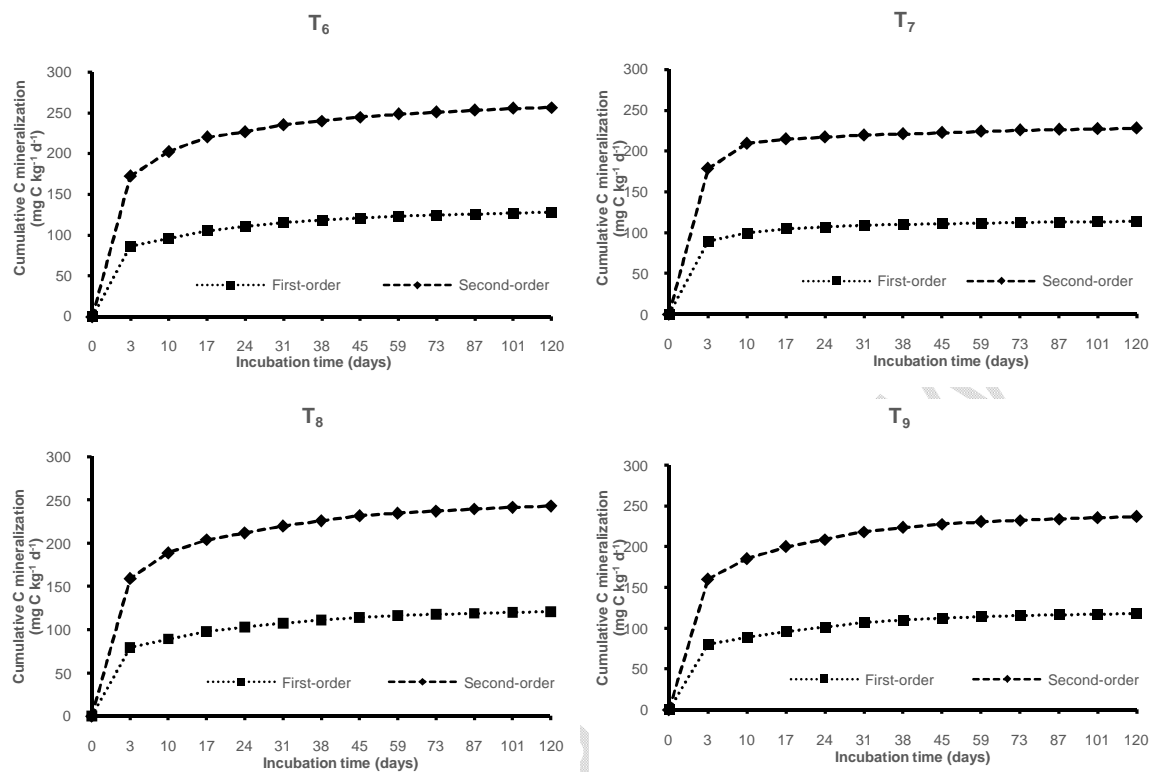 T₆
Cumulative C mineralization
(mg C kg⁻¹ d⁻¹)
300
250
200
150
100
50
0
First-order
Second-order
0 3 10 17 24 31 38 45 59 73 87 101 120
Incubation time (days)
T₇
Cumulative C mineralization
(mg C kg⁻¹ d⁻¹)
300
250
200
150
100
50
0
First-order
Second-order
0 3 10 17 24 31 38 45 59 73 87 101 120
Incubation time (days)
T₈
Cumulative C mineralization
(mg C kg⁻¹ d⁻¹)
300
250
200
150
100
50
0
First-order
Second-order
0 3 10 17 24 31 38 45 59 73 87 101 120
Incubation time (days)
T₉
Cumulative C mineralization
(mg C kg⁻¹ d⁻¹)
300
250
200
150
100
50
0
First-order
Second-order
0 3 10 17 24 31 38 45 59 73 87 101 120
Incubation time (days)